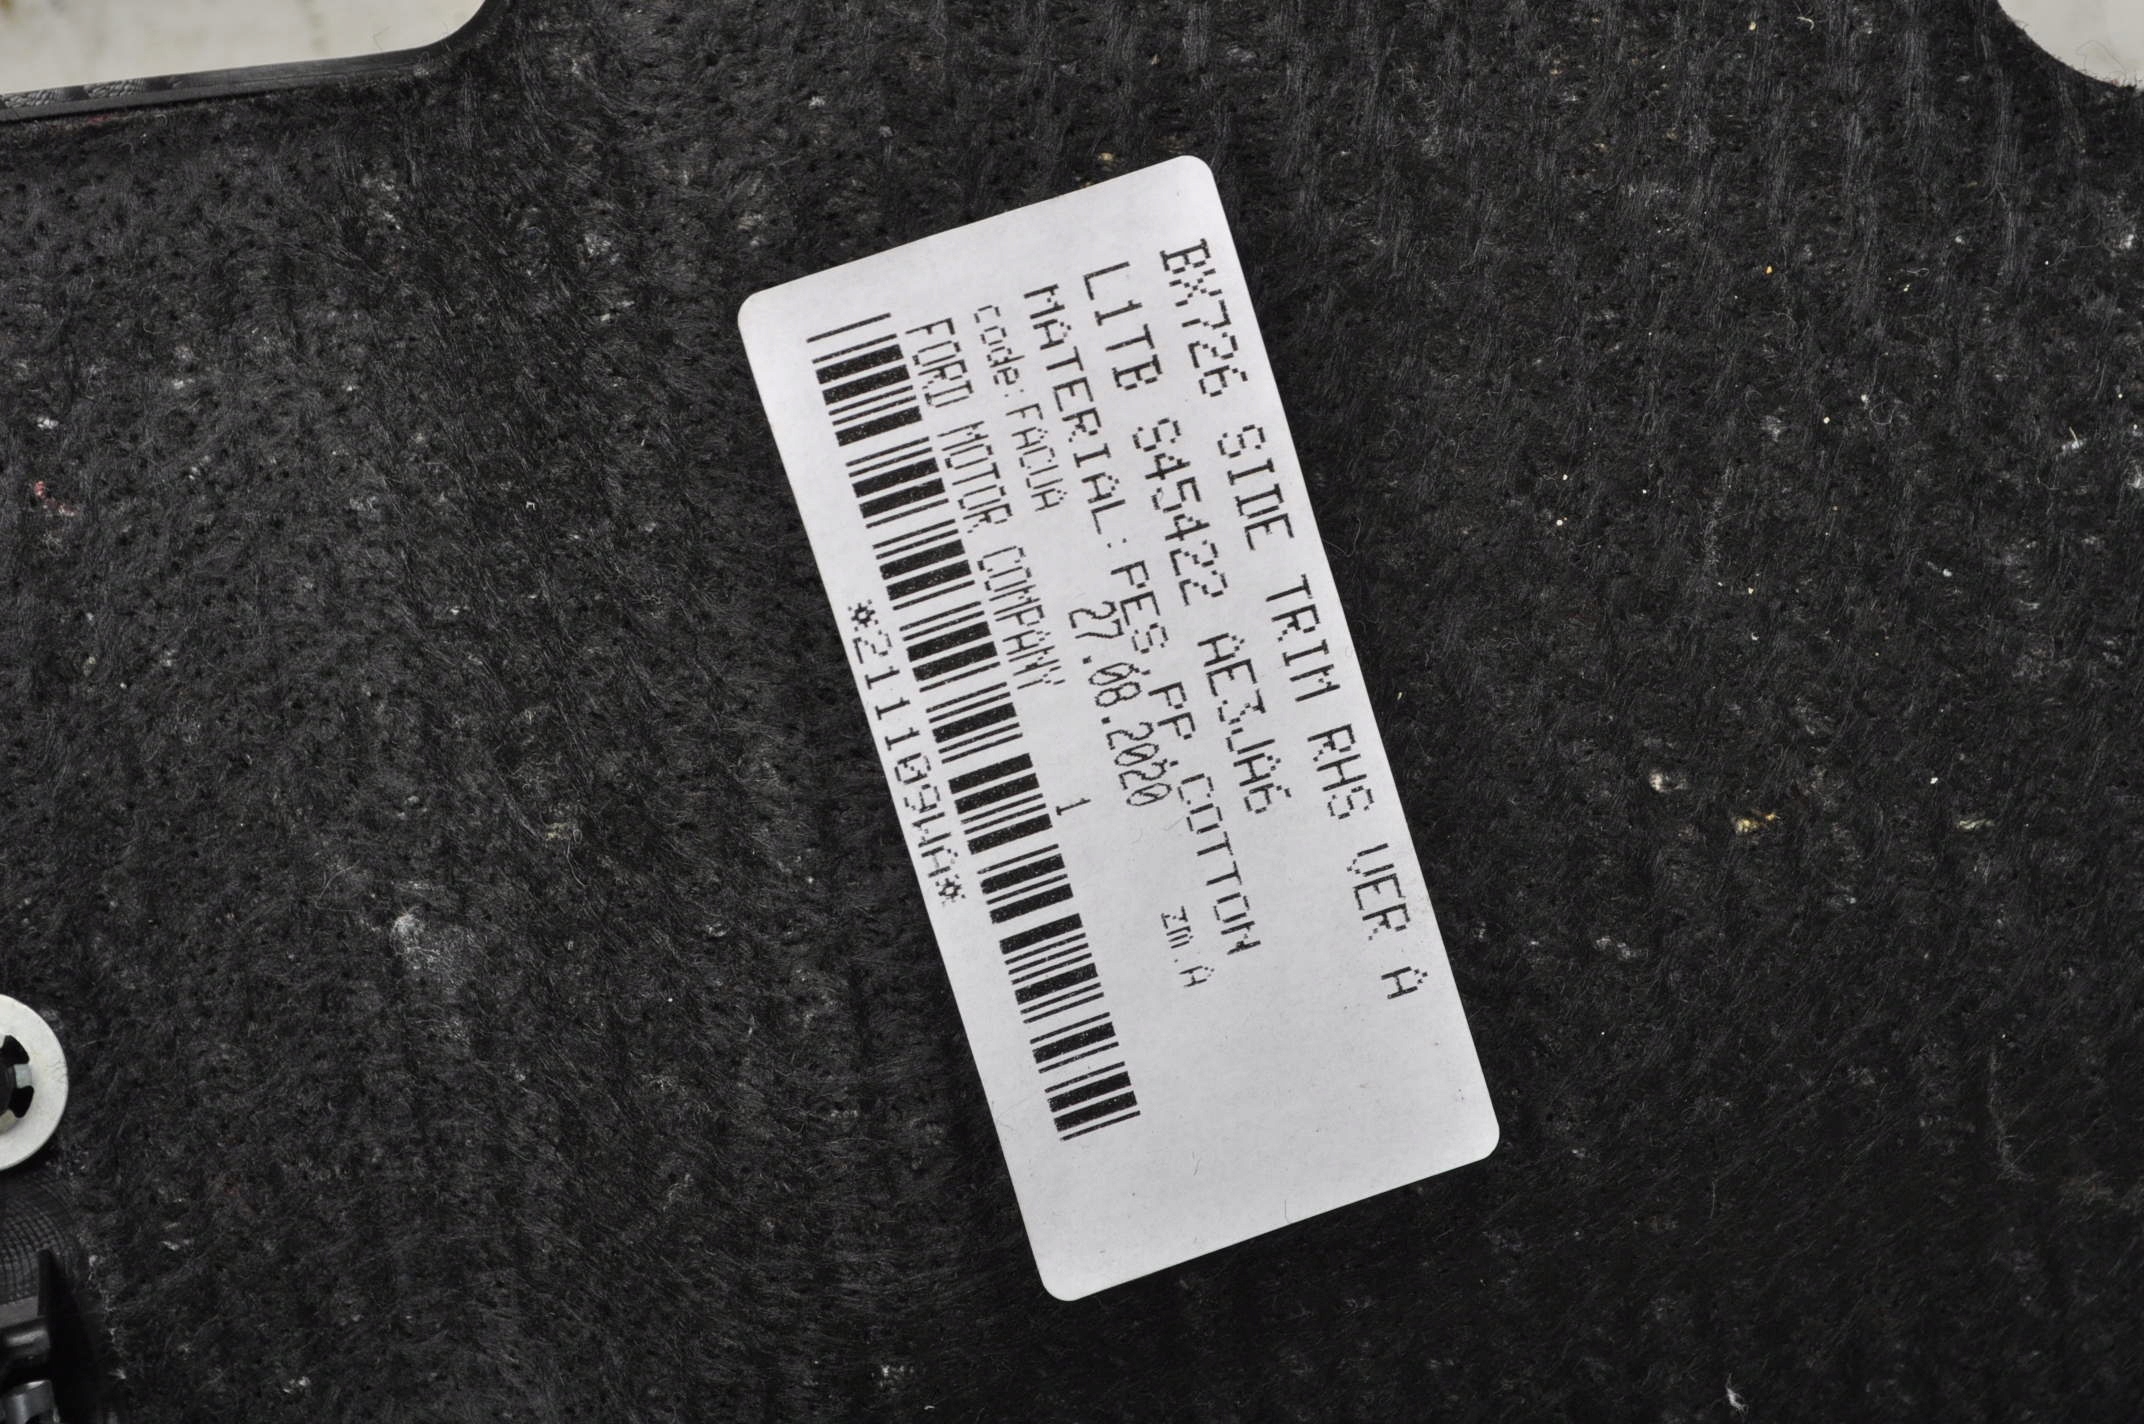 BX726 SIDE TRIM RHS VER A
L1TB S45422 AE3JA6
MATERIAL: PES, PP, COTTON
code: FACUA 27.08.2020 zm.A
FORD MOTOR COMPANY 1
*211109WA*